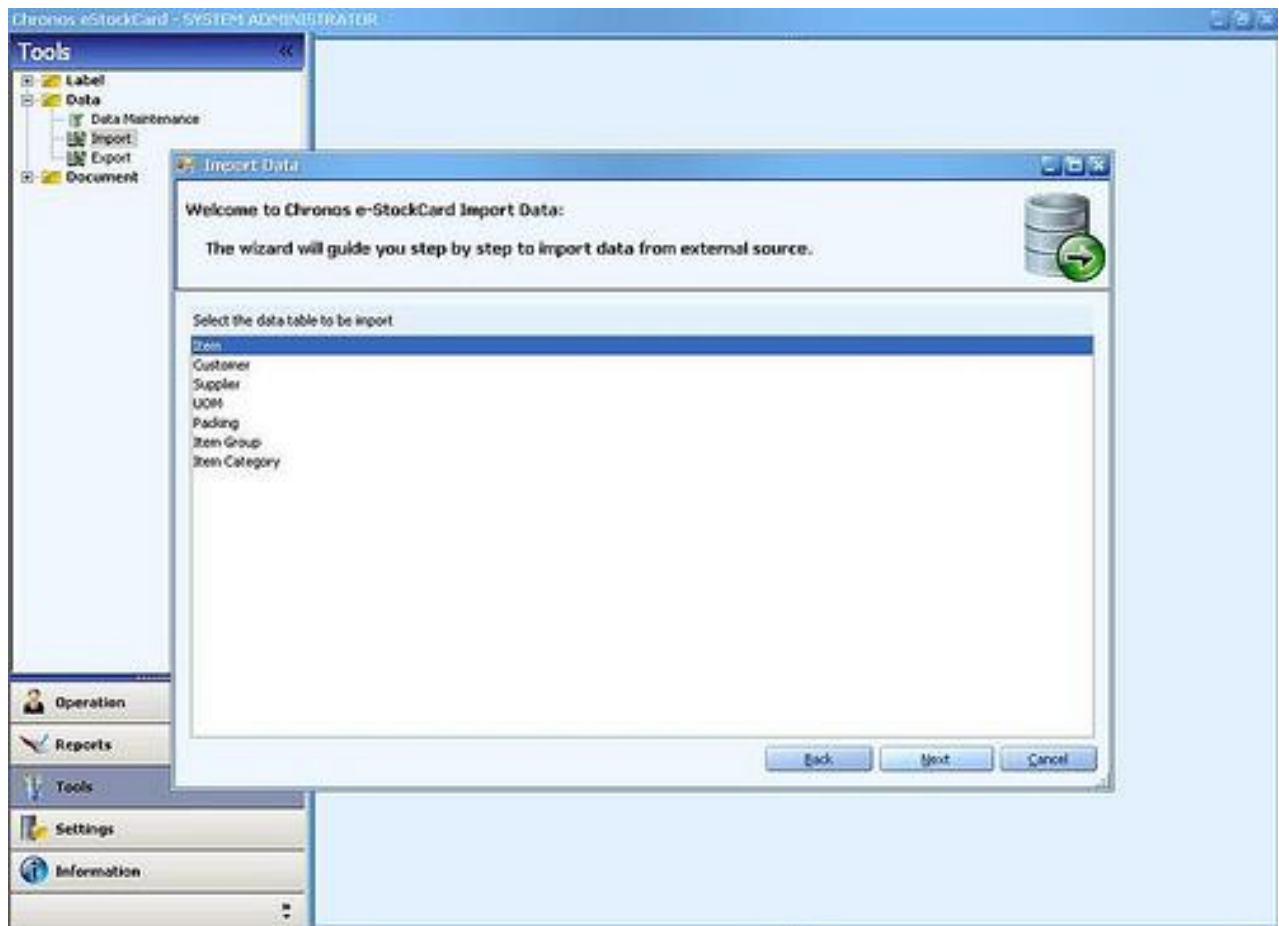 Chronos eStockCard - SYSTEM ADMINISTRATOR
Tools
Label
Data
Data Maintenance
Import
Export
Document
Import Data
Welcome to Chronos e-StockCard Import Data:
The wizard will guide you step by step to import data from external source.
Select the data table to be import
Item
Customer
Supplier
UOM
Packing
Item Group
Item Category
Back
Next
Cancel
Operation
Reports
Tools
Settings
Information